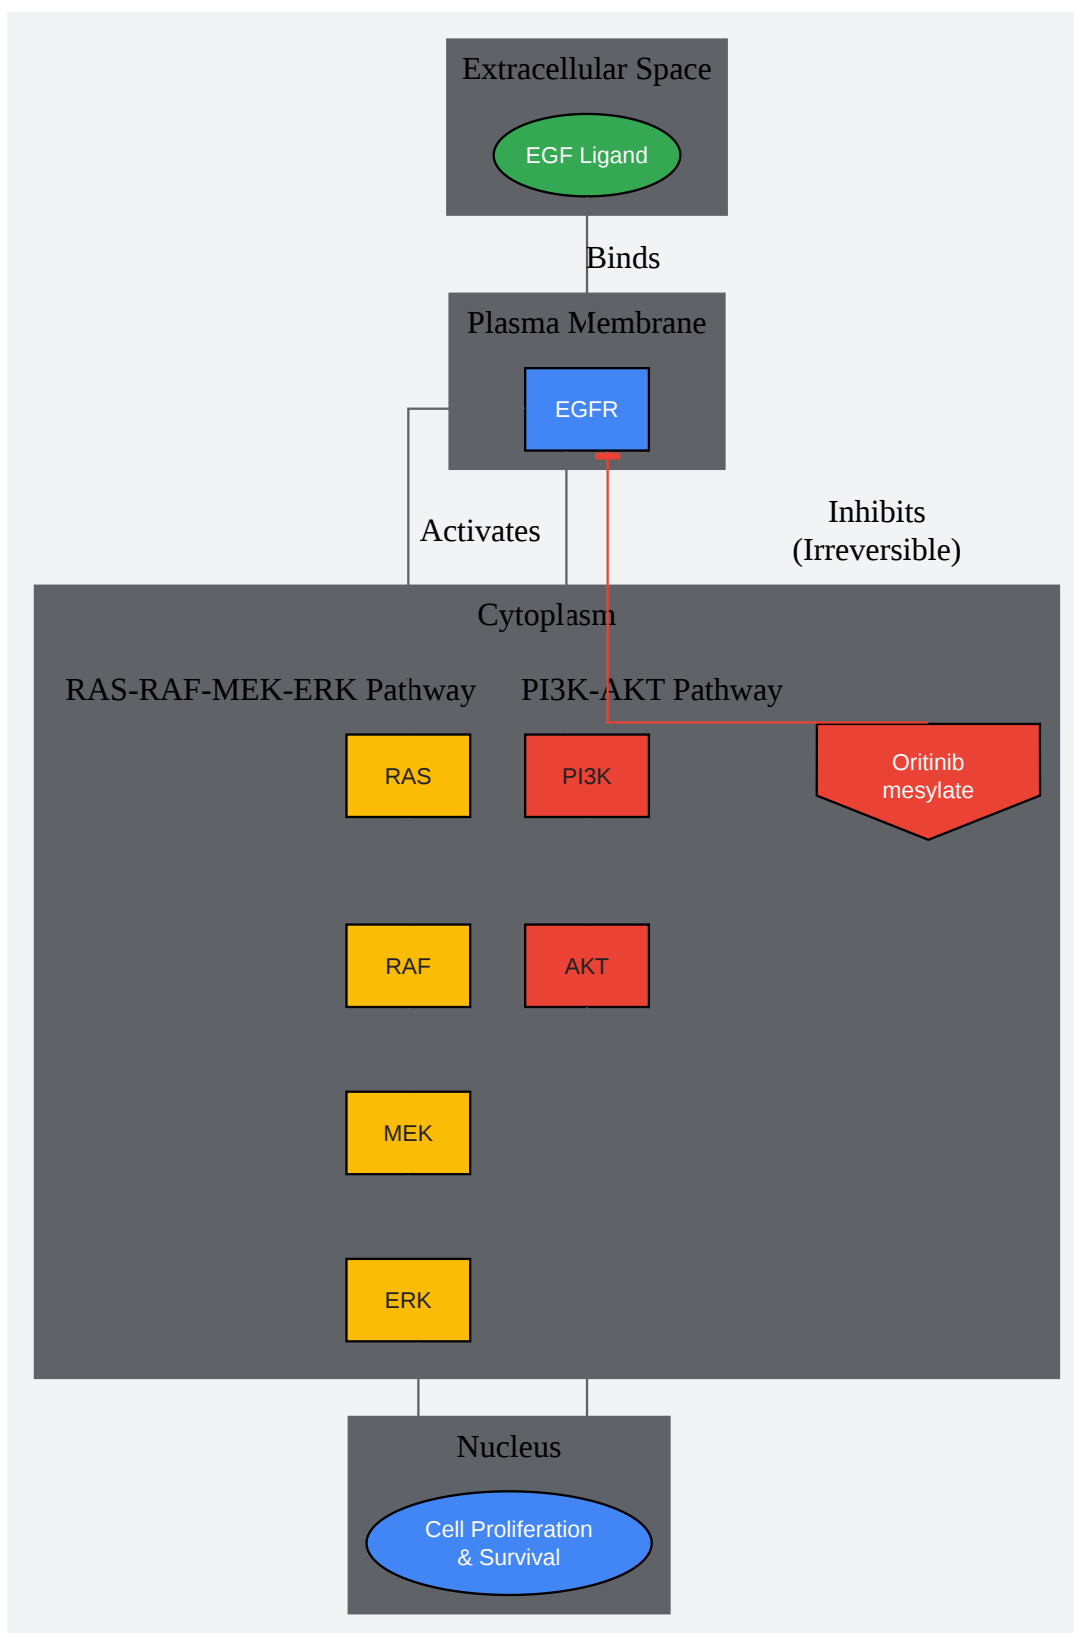 Extracellular Space
EGF Ligand
Binds
Plasma Membrane
EGFR
Activates
Inhibits
(Irreversible)
Cytoplasm
RAS-RAF-MEK-ERK Pathway
PI3K-AKT Pathway
RAS
PI3K
Oritinib
mesylate
RAF
AKT
MEK
ERK
Nucleus
Cell Proliferation
& Survival